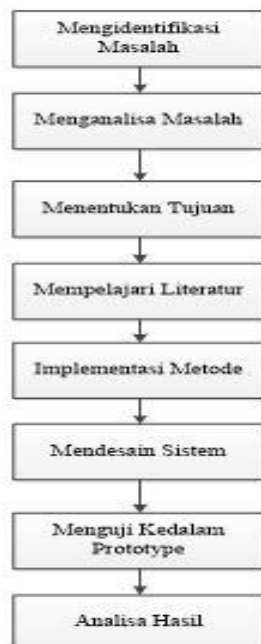 Mengidentifikasi
Masalah
Menganalisa Masalah
Menentukan Tujuan
Mempelajari Literatur
Implementasi Metode
Mendesain Sistem
Menguji Kedalam
Prototype
Analisa Hasil